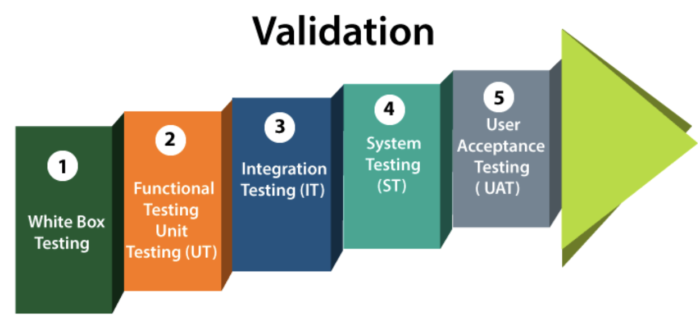 Validation
1
White Box
Testing
2
Functional
Testing
Unit
Testing (UT)
3
Integration
Testing (IT)
4
System
Testing
(ST)
5
User
Acceptance
Testing
( UAT)